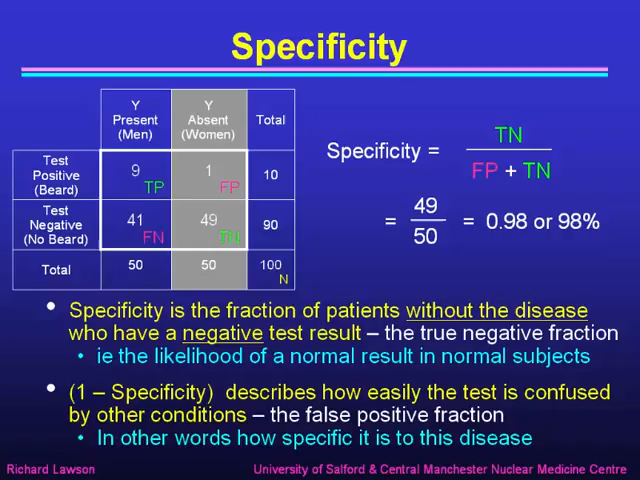 Specificity
Y Present (Men)
Y Absent (Women)
Total
Test Positive (Beard)
9 TP
1 FP
10
Test Negative (No Beard)
41 FN
49 TN
90
Total
50
50
100 N
Specificity = TN / FP + TN
= 49 / 50 = 0.98 or 98%
• Specificity is the fraction of patients without the disease
who have a negative test result – the true negative fraction
• ie the likelihood of a normal result in normal subjects
• (1 – Specificity) describes how easily the test is confused
by other conditions – the false positive fraction
• In other words how specific it is to this disease
Richard Lawson
University of Salford & Central Manchester Nuclear Medicine Centre